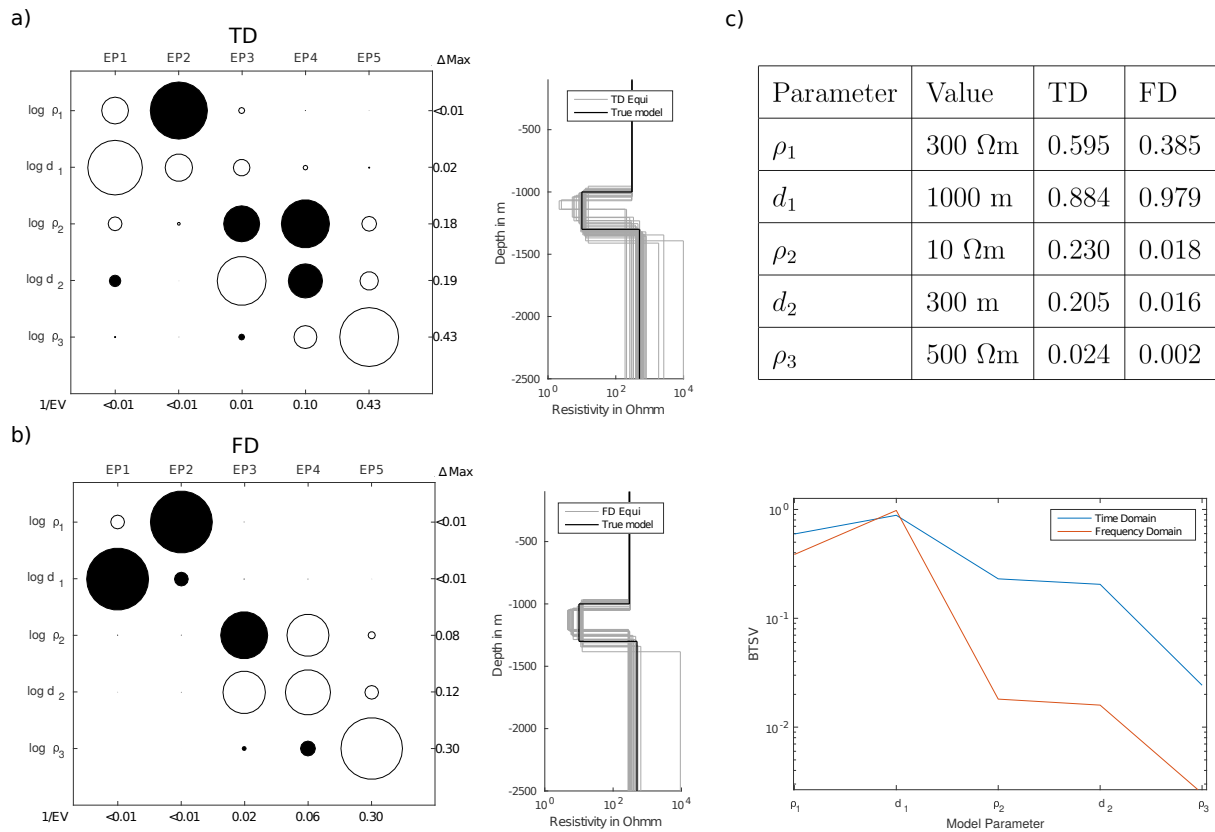 a)
TD
EP1 EP2 EP3 EP4 EP5
Δ Max
log ρ1 <0.01
log d 1 0.02
log ρ2 0.18
log d 2 0.19
log ρ3 0.43
1/EV <0.01 <0.01 0.01 0.10 0.43
TD Equi
True model
-500
-1000
-1500
-2000
-2500
Depth in m
10^0 10^2 10^4
Resistivity in Ohmm
b)
FD
EP1 EP2 EP3 EP4 EP5
Δ Max
log ρ1 <0.01
log d 1 <0.01
log ρ2 0.08
log d 2 0.12
log ρ3 0.30
1/EV <0.01 <0.01 0.02 0.06 0.30
FD Equi
True model
-500
-1000
-1500
-2000
-2500
Depth in m
10^0 10^2 10^4
Resistivity in Ohmm
c)
Parameter Value TD FD
ρ1 300 Ωm 0.595 0.385
d1 1000 m 0.884 0.979
ρ2 10 Ωm 0.230 0.018
d2 300 m 0.205 0.016
ρ3 500 Ωm 0.024 0.002
Time Domain
Frequency Domain
10^0
10^-1
10^-2
BTSV
ρ1 d 1 ρ2 d 2 ρ3
Model Parameter